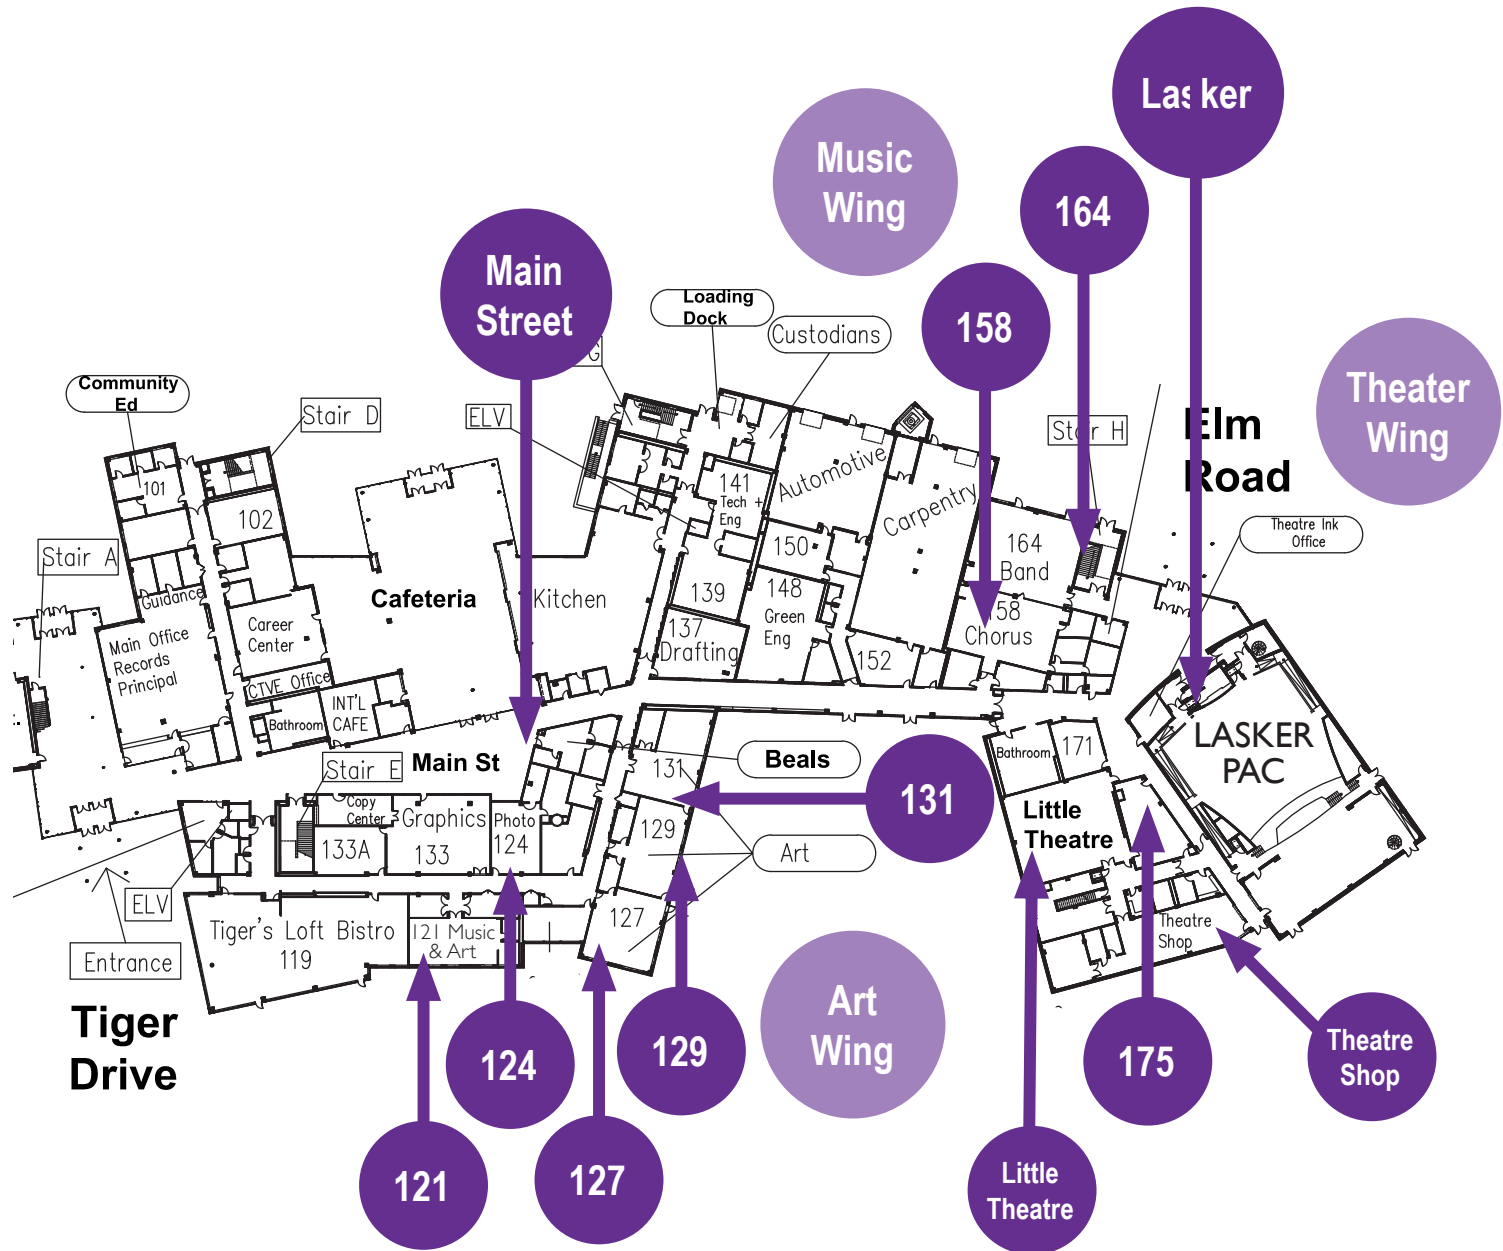 Lasker
Music
Wing
164
Main
Street
158
Loading
Dock
Custodians
G
Theater
Wing
Community
Ed
Stair D
ELV
Stair H
Elm
Road
101
102
141
Tech +
Eng
Automotive
Carpentry
Theatre Ink
Office
Stair A
150
164
Band
Guidance
Cafeteria
Kitchen
139
148
Green
Eng
158
Chorus
Main Office
Records
Principal
Career
Center
137
Drafting
152
CTVE Office
INT'L
CAFE
Bathroom
LASKER
PAC
Stair E
Main St
Beals
131
131
Bathroom
171
Copy
Center
Graphics
Photo
124
129
Little
Theatre
133A
133
Art
ELV
Tiger's Loft Bistro
119
121 Music
& Art
127
Theatre
Shop
Entrance
Tiger
Drive
Art
Wing
124
129
175
Theatre
Shop
121
127
Little
Theatre